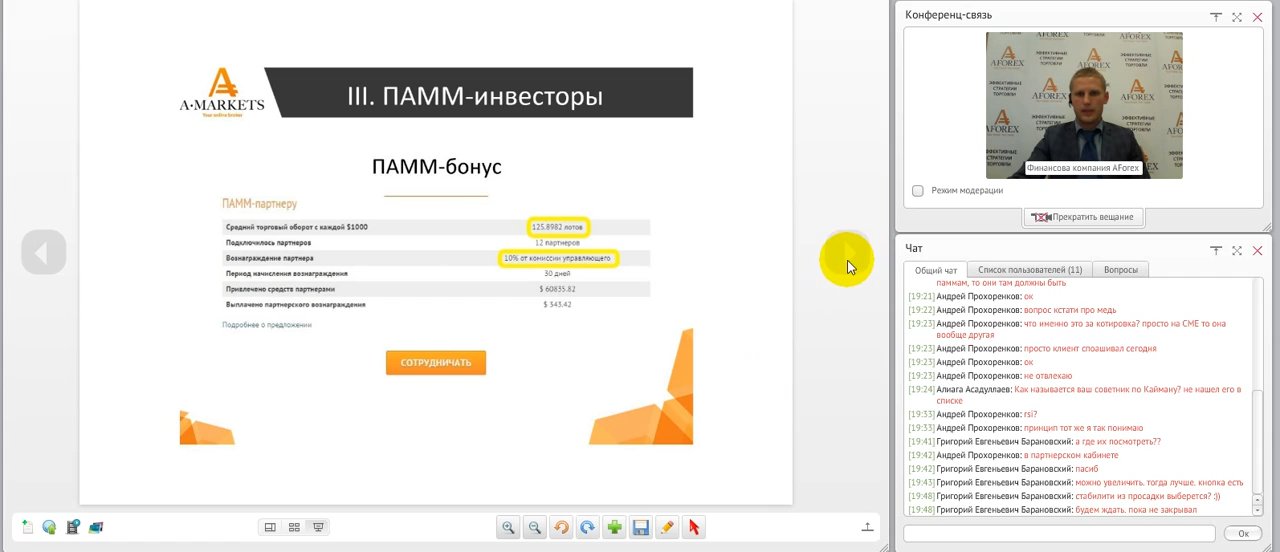 A-MARKETS
Your active broker
III. ПАММ-инвесторы
ПАММ-бонус
ПАММ-партнеру
Средний торговый оборот с каждой $1000 125.8982 лотов
Подключилось партнеров 12 партнеров
Вознаграждение партнера 10% от комиссии управляющего
Период начисления вознаграждения 30 дней
Привлечено средств партнерами $ 60835.82
Выплачено партнерского вознаграждения $ 343.42
Подробнее о предложении
СОТРУДНИЧАТЬ
Конференц-связь
AFOREX
ЭФФЕКТИВНЫЕ СТРАТЕГИИ ТОРГОВЛИ
Финансова компания AForex
Режим модерации
Прекратить вещание
Чат
Общий чат Список пользователей (11) Вопросы
паммам, то они там должны быть
[19:21] Андрей Прохоренков: ок
[19:22] Андрей Прохоренков: вопрос кстати про медь
[19:23] Андрей Прохоренков: что именно это за котировка? просто на CME то она
вообще другая
[19:23] Андрей Прохоренков: просто клиент споашивал сегодня
[19:23] Андрей Прохоренков: ок
[19:23] Андрей Прохоренков: не отвлекаю
[19:24] Алиага Асадуллаев: Как называется ваш советник по Кайману? не нашел его в
списке
[19:33] Андрей Прохоренков: rsi?
[19:33] Андрей Прохоренков: принцип тот же я так понимаю
[19:41] Григорий Евгеньевич Барановский: а где их посмотреть??
[19:42] Андрей Прохоренков: в партнерском кабинете
[19:42] Григорий Евгеньевич Барановский: пасиб
[19:43] Григорий Евгеньевич Барановский: можно увеличить. тогда лучше. кнопка есть
[19:48] Григорий Евгеньевич Барановский: стабилити из просадки выберется? :))
[19:48] Григорий Евгеньевич Барановский: будем ждать. пока не закрывал
Ок